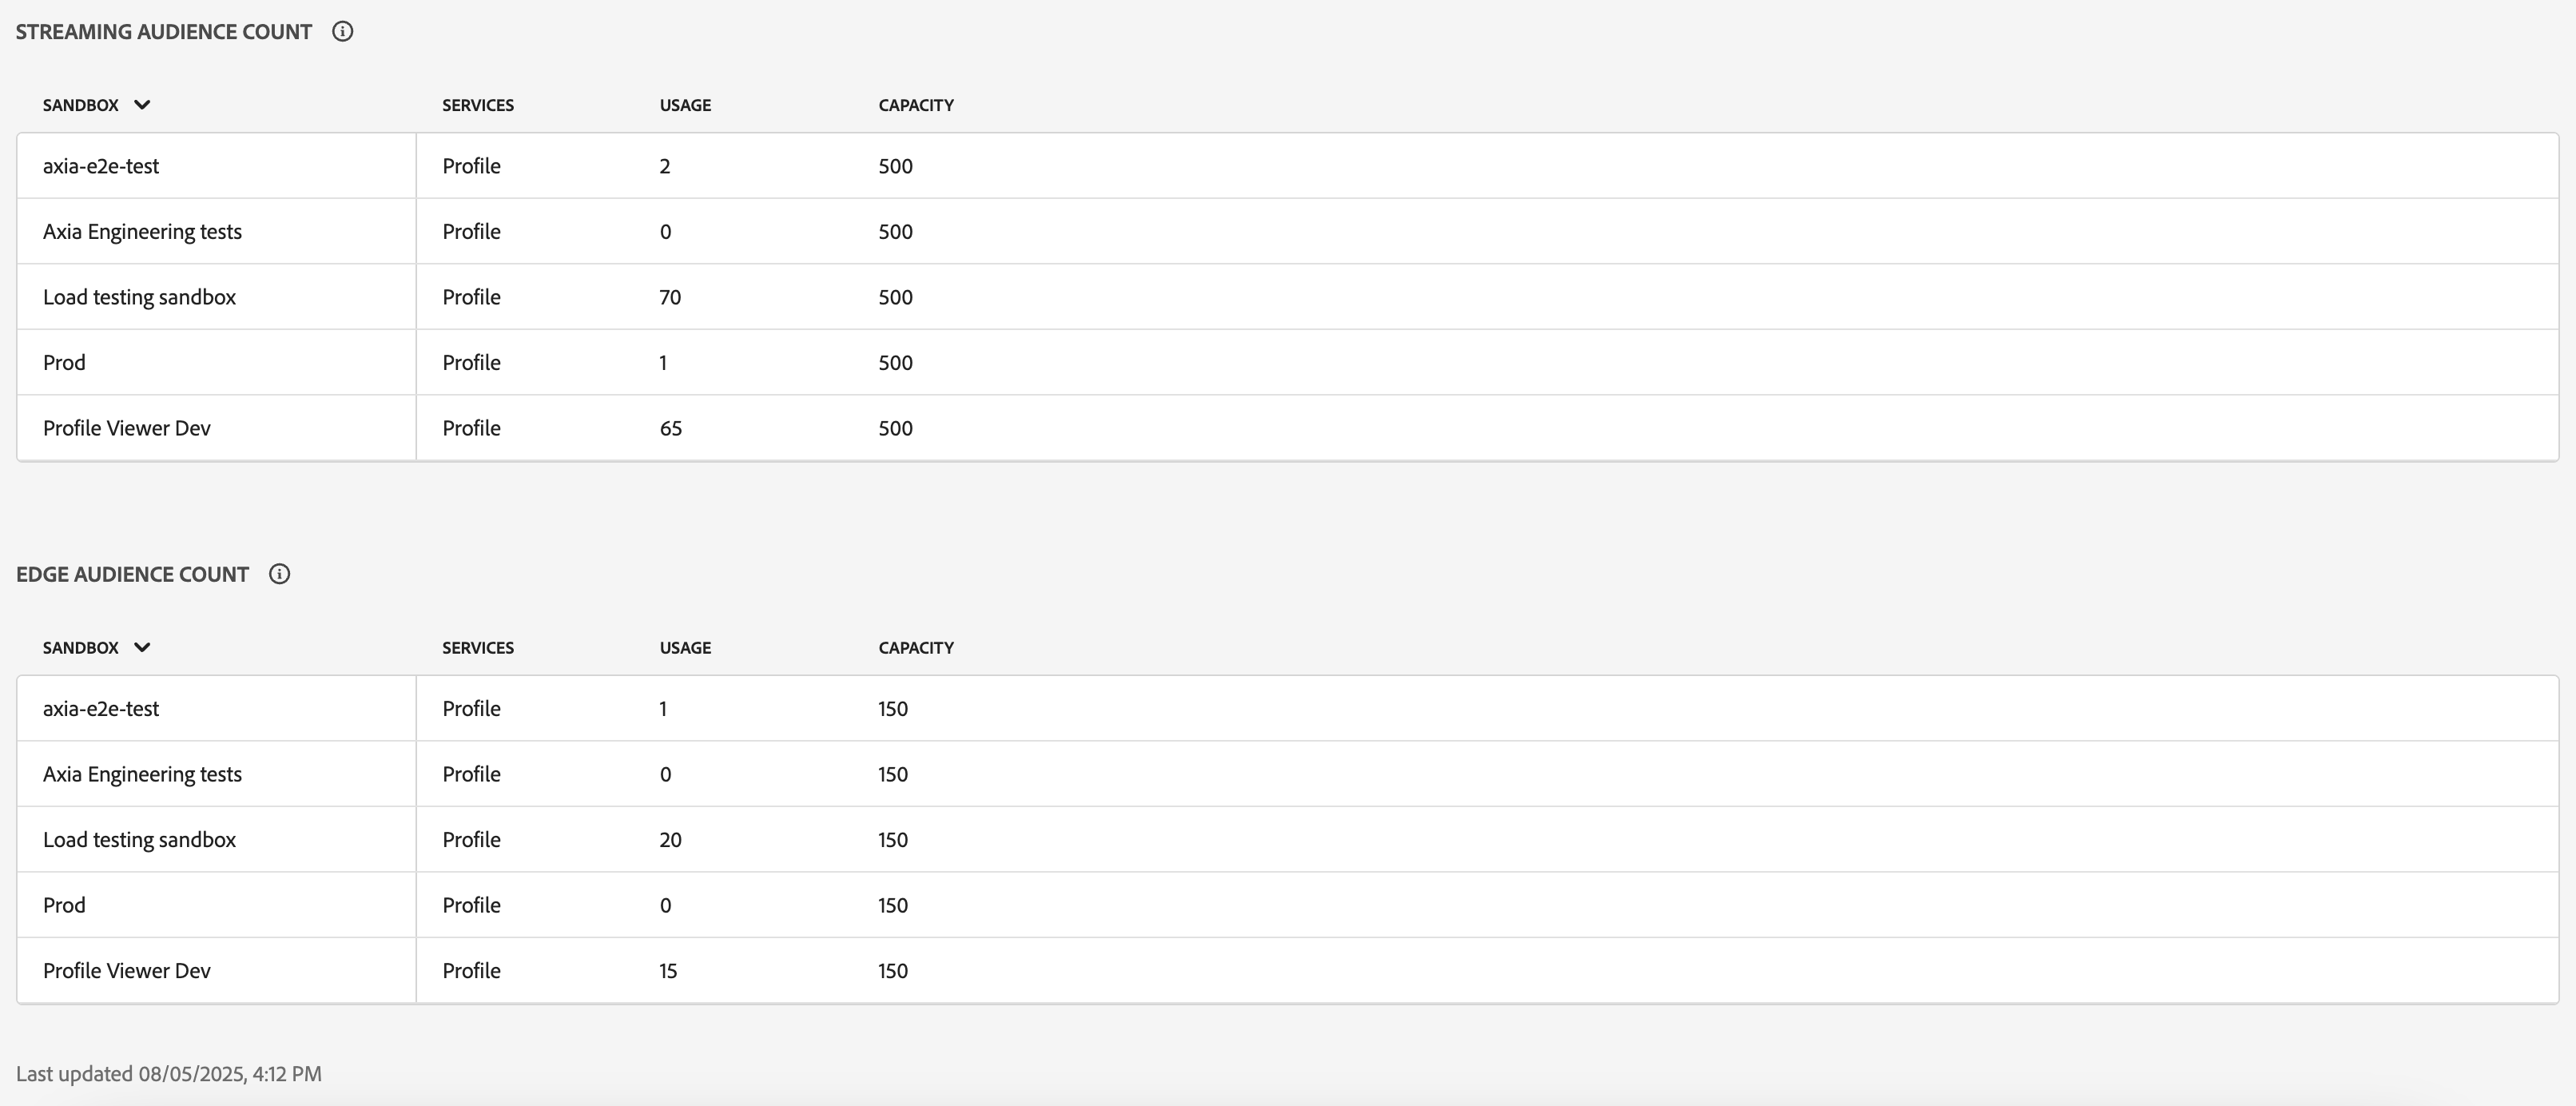 STREAMING AUDIENCE COUNT
SANDBOX SERVICES USAGE CAPACITY
axia-e2e-test Profile 2 500
Axia Engineering tests Profile 0 500
Load testing sandbox Profile 70 500
Prod Profile 1 500
Profile Viewer Dev Profile 65 500
EDGE AUDIENCE COUNT
SANDBOX SERVICES USAGE CAPACITY
axia-e2e-test Profile 1 150
Axia Engineering tests Profile 0 150
Load testing sandbox Profile 20 150
Prod Profile 0 150
Profile Viewer Dev Profile 15 150
Last updated 08/05/2025, 4:12 PM